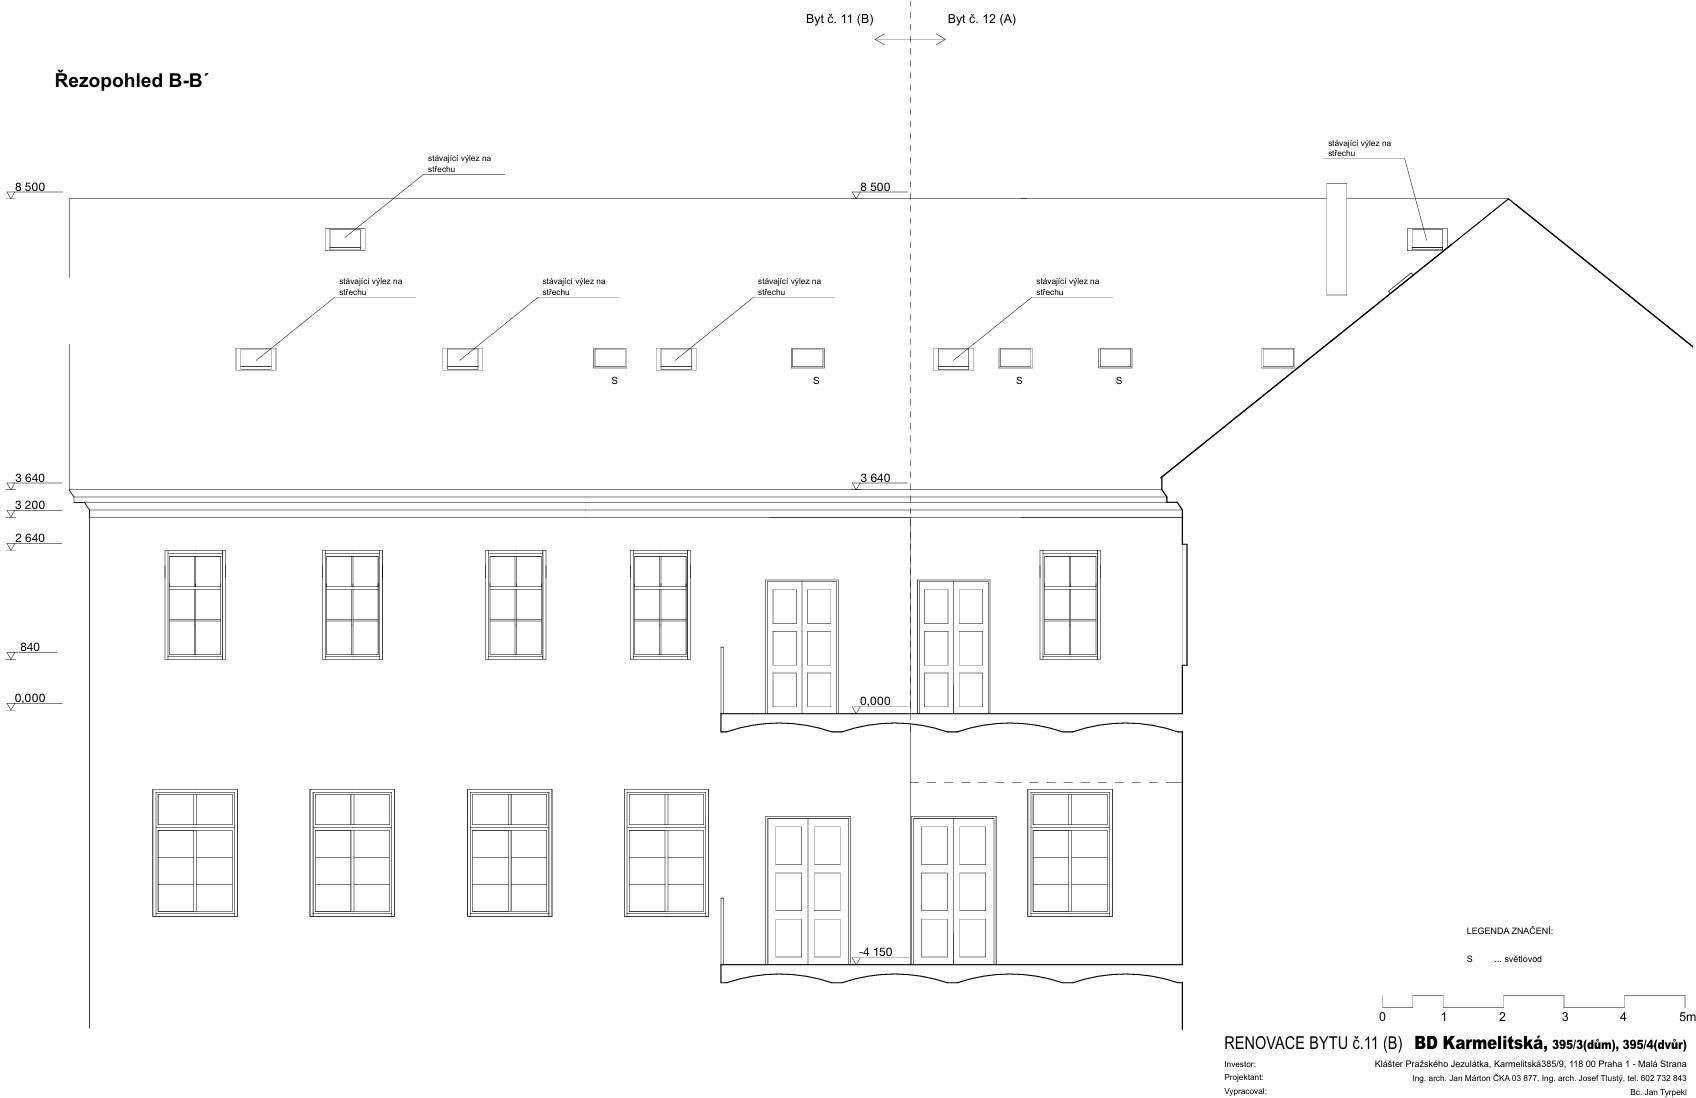 Byt č. 11 (B)
Byt č. 12 (A)
Řezopohled B-B´
stávající výlez na
střechu
stávající výlez na
střechu
8 500
8 500
stávající výlez na
střechu
stávající výlez na
střechu
stávající výlez na
střechu
stávající výlez na
střechu
S
S
S
S
3 640
3 640
3 200
2 640
840
0,000
0,000
-4 150
LEGENDA ZNAČENÍ:
S ... světlovod
0 1 2 3 4 5m
RENOVACE BYTU č.11 (B) BD Karmelitská, 395/3(dům), 395/4(dvůr)
Investor: Klášter Pražského Jezulátka, Karmelitská385/9, 118 00 Praha 1 - Malá Strana
Projektant: Ing. arch. Jan Márton ČKA 03 877, Ing. arch. Josef Tlustý, tel. 602 732 843
Vypracoval: Bc. Jan Tyrpekl